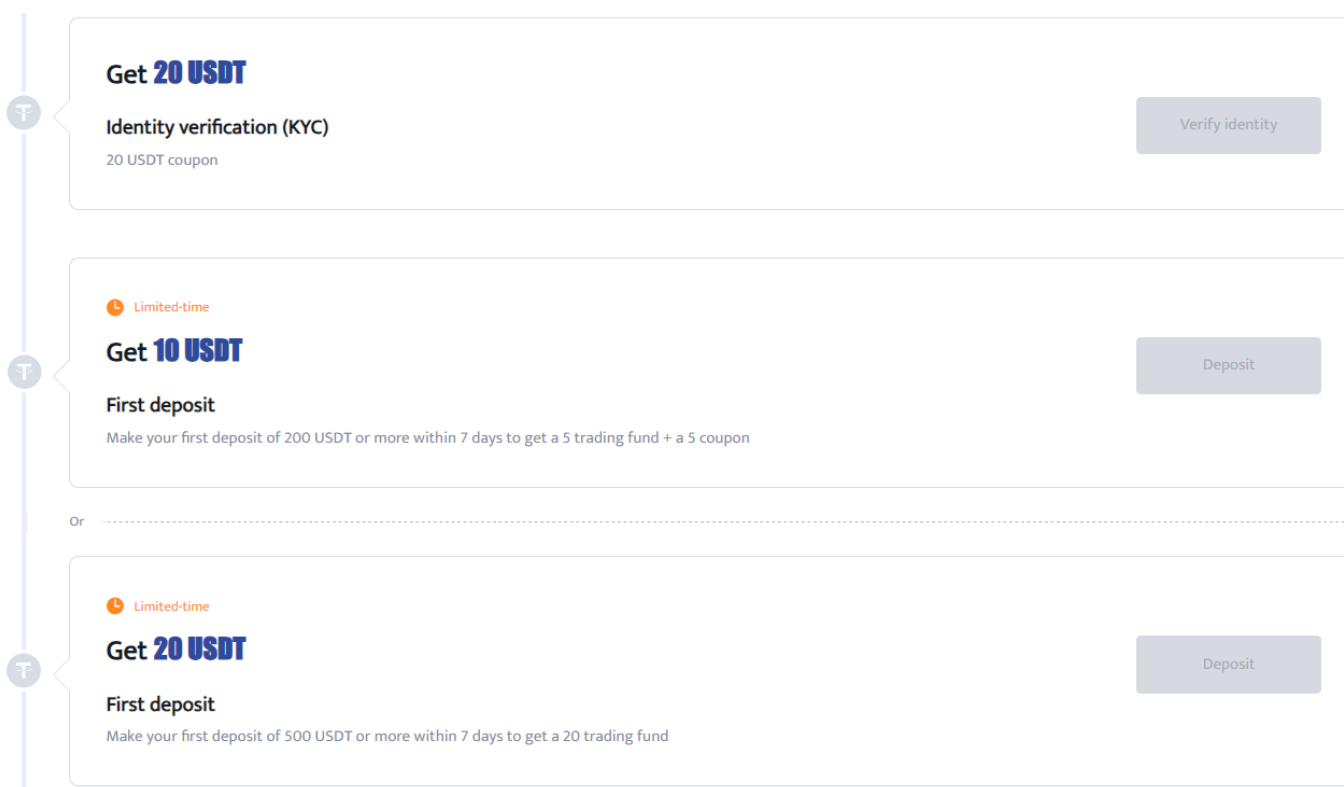 Get 20 USDT
Identity verification (KYC)
20 USDT coupon
Verify identity
Limited-time
Get 10 USDT
First deposit
Make your first deposit of 200 USDT or more within 7 days to get a 5 trading fund + a 5 coupon
Deposit
Or
Limited-time
Get 20 USDT
First deposit
Make your first deposit of 500 USDT or more within 7 days to get a 20 trading fund
Deposit